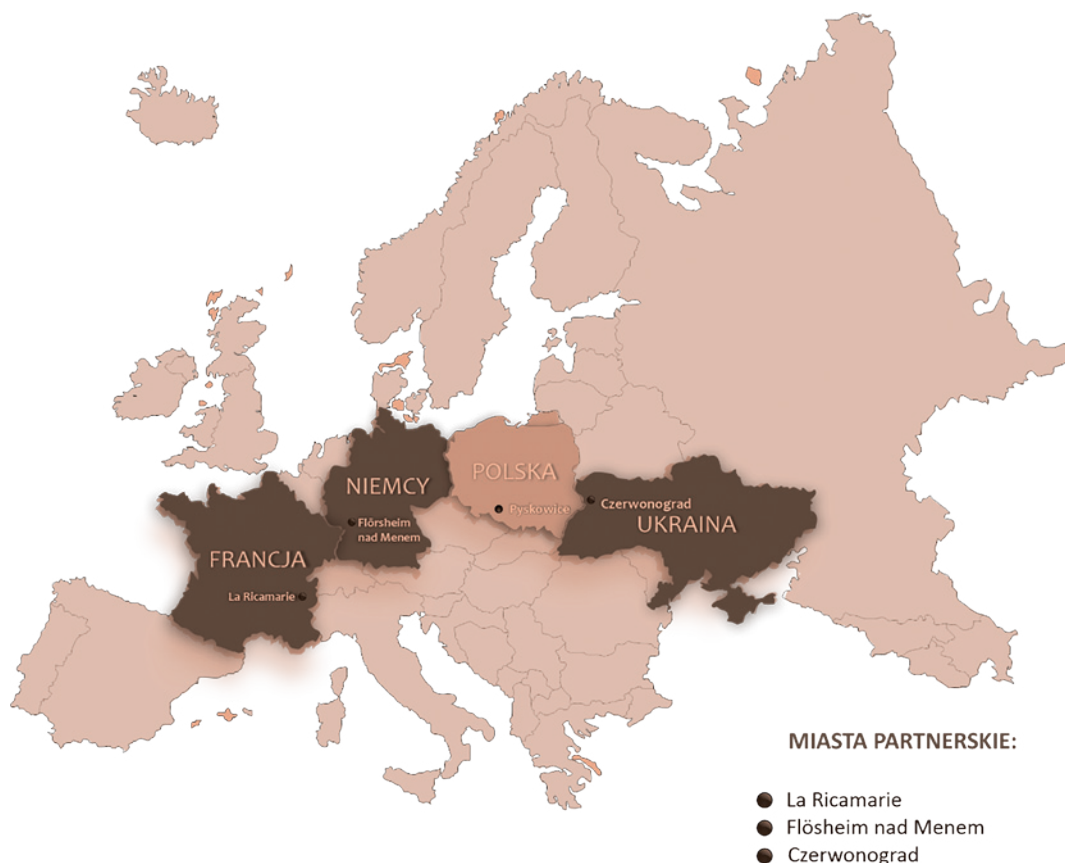 POLSKA
NIEMCY
Pyskowice
Czerwonograd
UKRAINA
Flörsheim
nad Menem
FRANCJA
La Ricamarie
MIASTA PARTNERSKIE:
La Ricamarie
Flösheim nad Menem
Czerwonograd